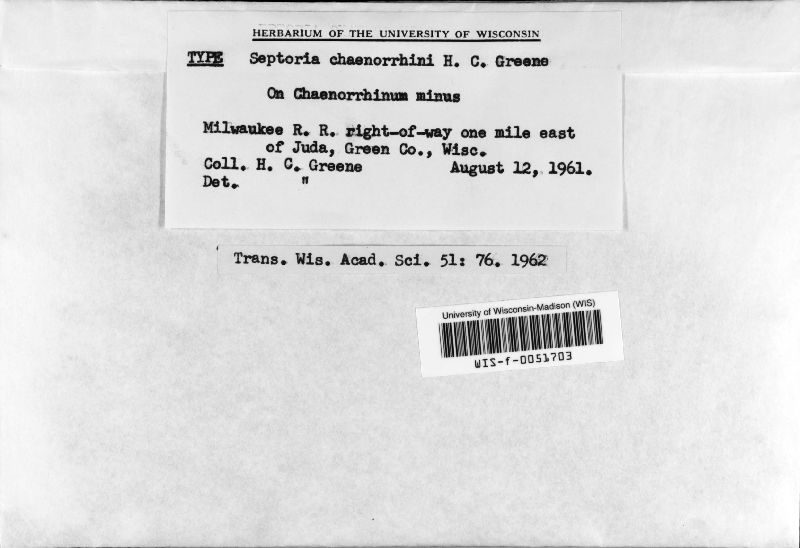 HERBARIUM OF THE UNIVERSITY OF WISCONSIN
TYPE Septoria chaenorrhini H. C. Greene
On Chaenorrhinum minus
Milwaukee R. R. right-of-way one mile east
of Juda, Green Co., Wisc.
Coll. H. C. Greene August 12, 1961.
Det. "
Trans. Wis. Acad. Sci. 51: 76. 1962
University of Wisconsin-Madison (WIS)
WIS-f-0051703